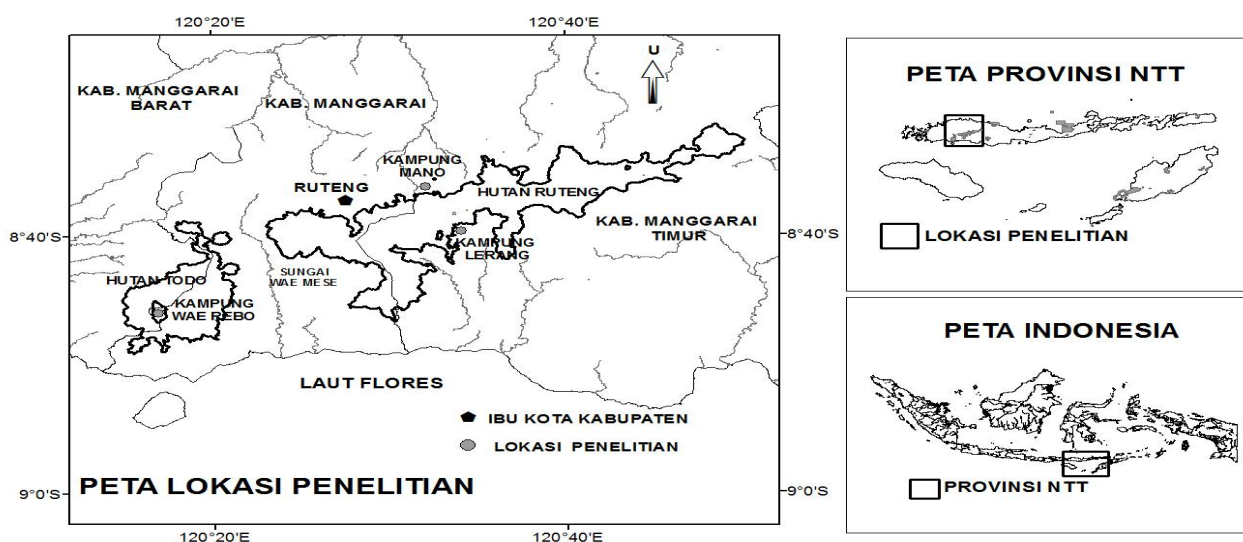 120°20'E
120°40'E
U
KAB. MANGGARAI
BARAT
KAB. MANGGARAI
KAMPUNG
MANO
RUTENG
HUTAN RUTENG
KAB. MANGGARAI
TIMUR
8°40'S
8°40'S
KAMPUNG
LERANG
SUNGAI
WAE MESE
HUTAN TODO
KAMPUNG
WAE REBO
LAUT FLORES
IBU KOTA KABUPATEN
LOKASI PENELITIAN
PETA LOKASI PENELITIAN
9°0'S
9°0'S
120°20'E
120°40'E
PETA PROVINSI NTT
LOKASI PENELITIAN
PETA INDONESIA
PROVINSI NTT